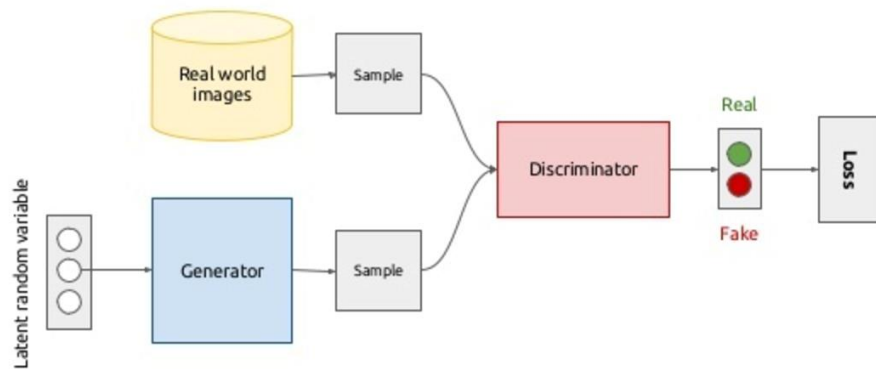 Real world
images
Sample
Real
Discriminator
Loss
Fake
Latent random variable
Generator
Sample